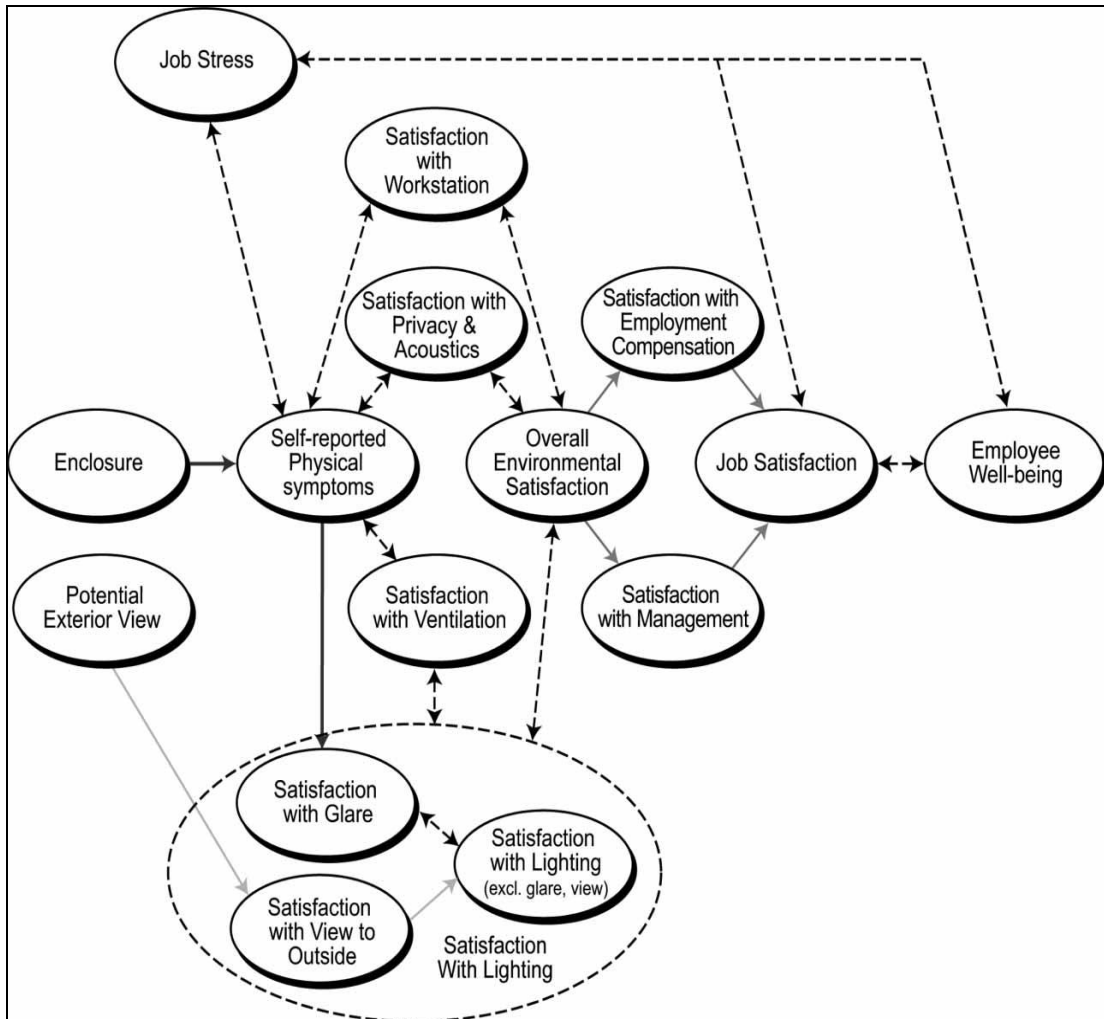 Job Stress
Satisfaction
with
Workstation
Satisfaction with
Privacy &
Acoustics
Satisfaction with
Employment
Compensation
Enclosure
Self-reported
Physical
symptoms
Overall
Environmental
Satisfaction
Job Satisfaction
Employee
Well-being
Potential
Exterior View
Satisfaction
with Ventilation
Satisfaction
with Management
Satisfaction
with Glare
Satisfaction
with Lighting
(excl. glare, view)
Satisfaction
with View to
Outside
Satisfaction
With Lighting